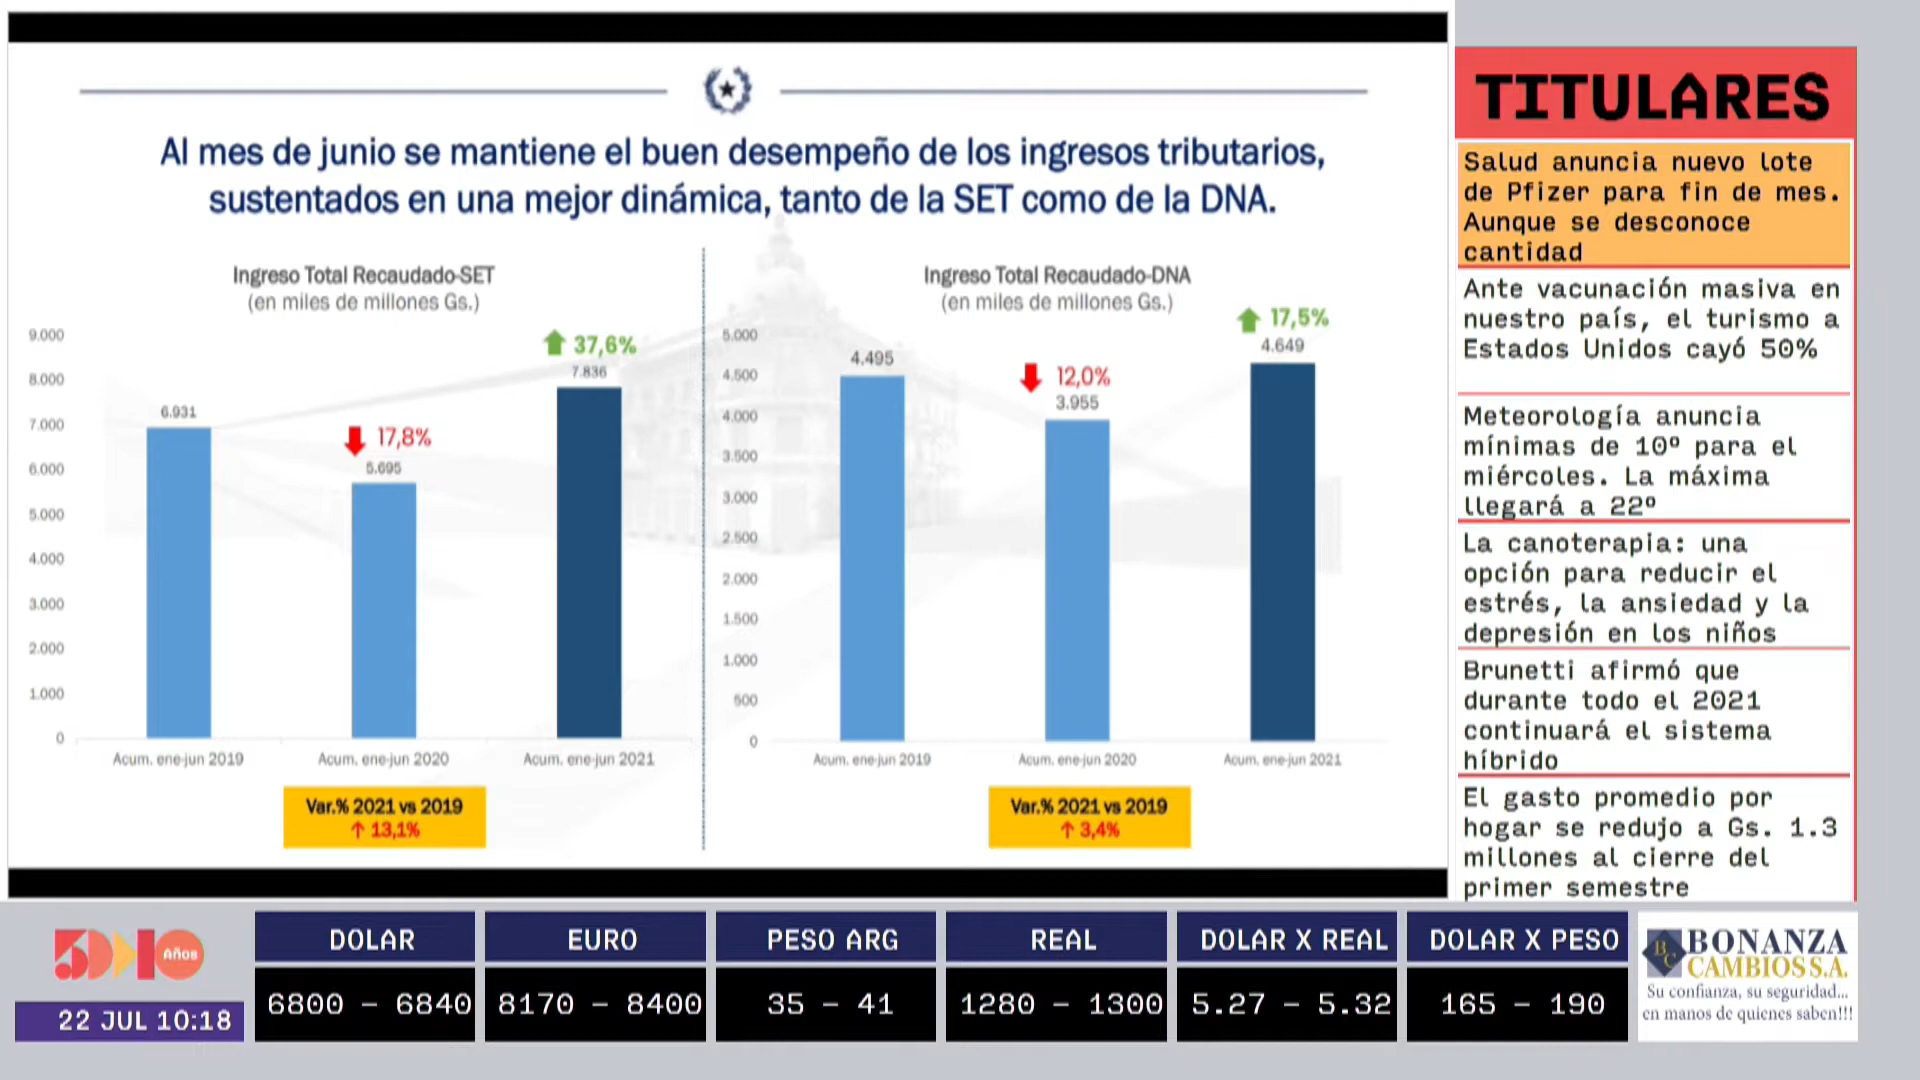 Al mes de junio se mantiene el buen desempeño de los ingresos tributarios,
sustentados en una mejor dinámica, tanto de la SET como de la DNA.
Ingreso Total Recaudado-SET
(en miles de millones Gs.)
9.000
8.000
7.000
6.000
5.000
4.000
3.000
2.000
1.000
0
6.931
17,8%
5.695
37,6%
7.836
Acum. ene-jun 2019
Acum. ene-jun 2020
Acum. ene-jun 2021
Var.% 2021 vs 2019
↑ 13,1%
Ingreso Total Recaudado-DNA
(en miles de millones Gs.)
5.000
4.500
4.000
3.500
3.000
2.500
2.000
1.500
1.000
500
0
4.495
12,0%
3.955
17,5%
4.649
Acum. ene-jun 2019
Acum. ene-jun 2020
Acum. ene-jun 2021
Var.% 2021 vs 2019
↑ 3,4%
TITULARES
Salud anuncia nuevo lote
de Pfizer para fin de mes.
Aunque se desconoce
cantidad
Ante vacunación masiva en
nuestro país, el turismo a
Estados Unidos cayó 50%
Meteorología anuncia
mínimas de 10º para el
miércoles. La máxima
llegará a 22º
La canoterapia: una
opción para reducir el
estrés, la ansiedad y la
depresión en los niños
Brunetti afirmó que
durante todo el 2021
continuará el sistema
híbrido
El gasto promedio por
hogar se redujo a Gs. 1.3
millones al cierre del
primer semestre
Años
22 JUL 10:18
DOLAR
6800 - 6840
EURO
8170 - 8400
PESO ARG
35 - 41
REAL
1280 - 1300
DOLAR X REAL
5.27 - 5.32
DOLAR X PESO
165 - 190
BC
BONANZA
CAMBIOS S.A.
Su confianza, su seguridad...
en manos de quienes saben!!!